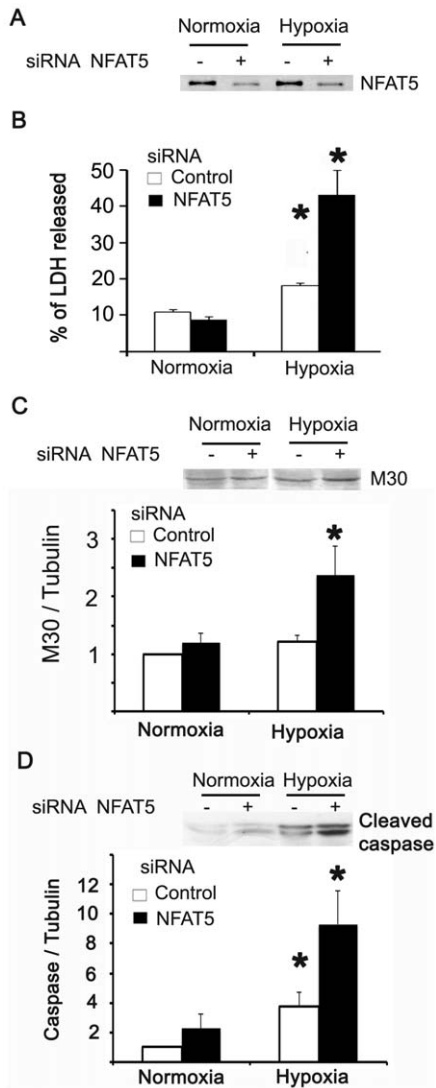 A
Normoxia Hypoxia
siRNA NFAT5 - + - + NFAT5
B
siRNA
Control
NFAT5
50
40
30
20
10
% of LDH released
*
*
Normoxia Hypoxia
C
Normoxia Hypoxia
siRNA NFAT5 - + - + M30
siRNA
Control
NFAT5
3
2
1
M30 / Tubulin
*
Normoxia Hypoxia
D
Normoxia Hypoxia
siRNA NFAT5 - + - + Cleaved
caspase
siRNA
Control
NFAT5
12
10
8
6
4
2
Caspase / Tubulin
*
*
Normoxia Hypoxia